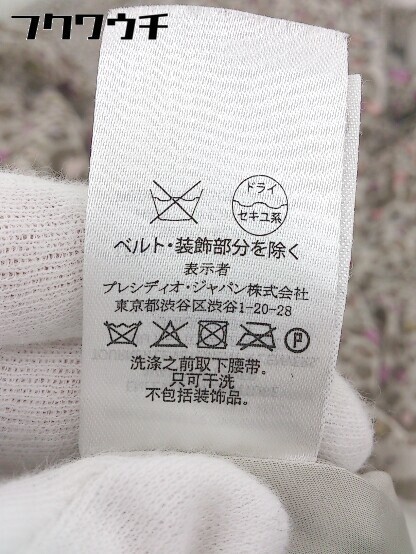 フクワウチ
ドライ
セキユ系
ベルト・装飾部分を除く
表示者
プレシディオ・ジャパン株式会社
東京都渋谷区渋谷1-20-28
P
洗涤之前取下腰带。
只可干洗
不包括装饰品。